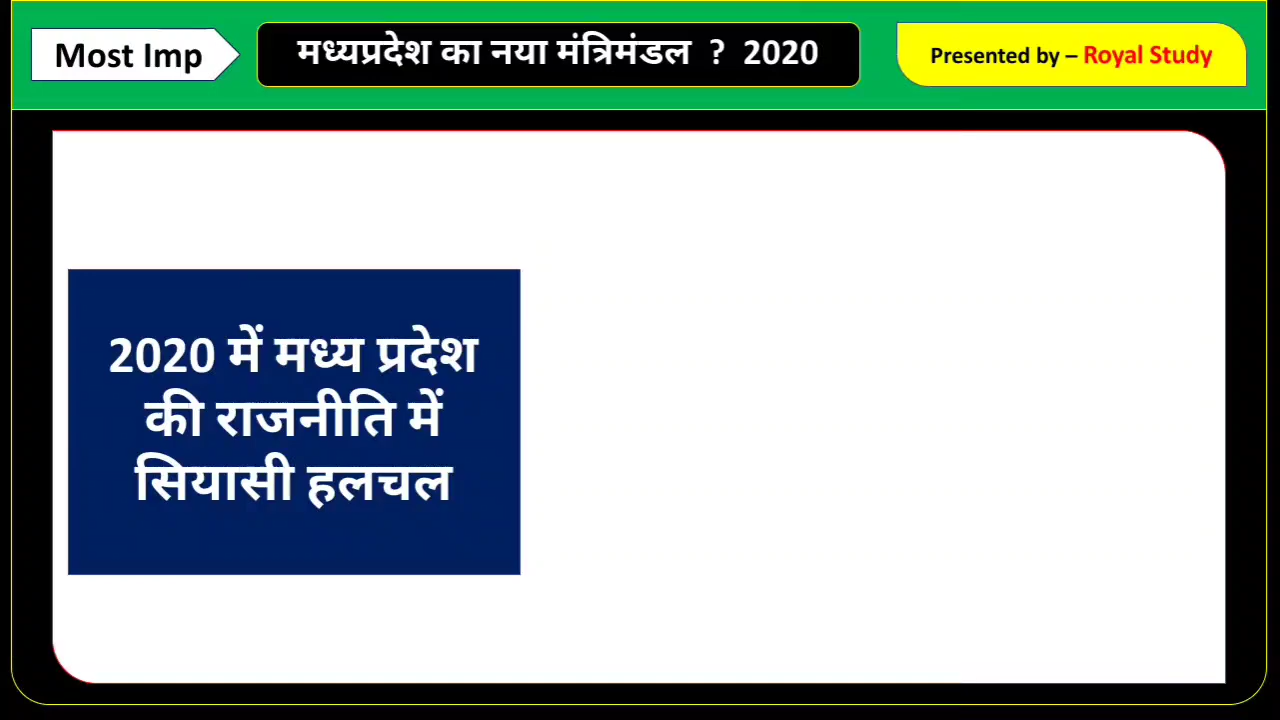 Most Imp
मध्यप्रदेश का नया मंत्रिमंडल ? 2020
Presented by – Royal Study
2020 में मध्य प्रदेश
की राजनीति में
सियासी हलचल